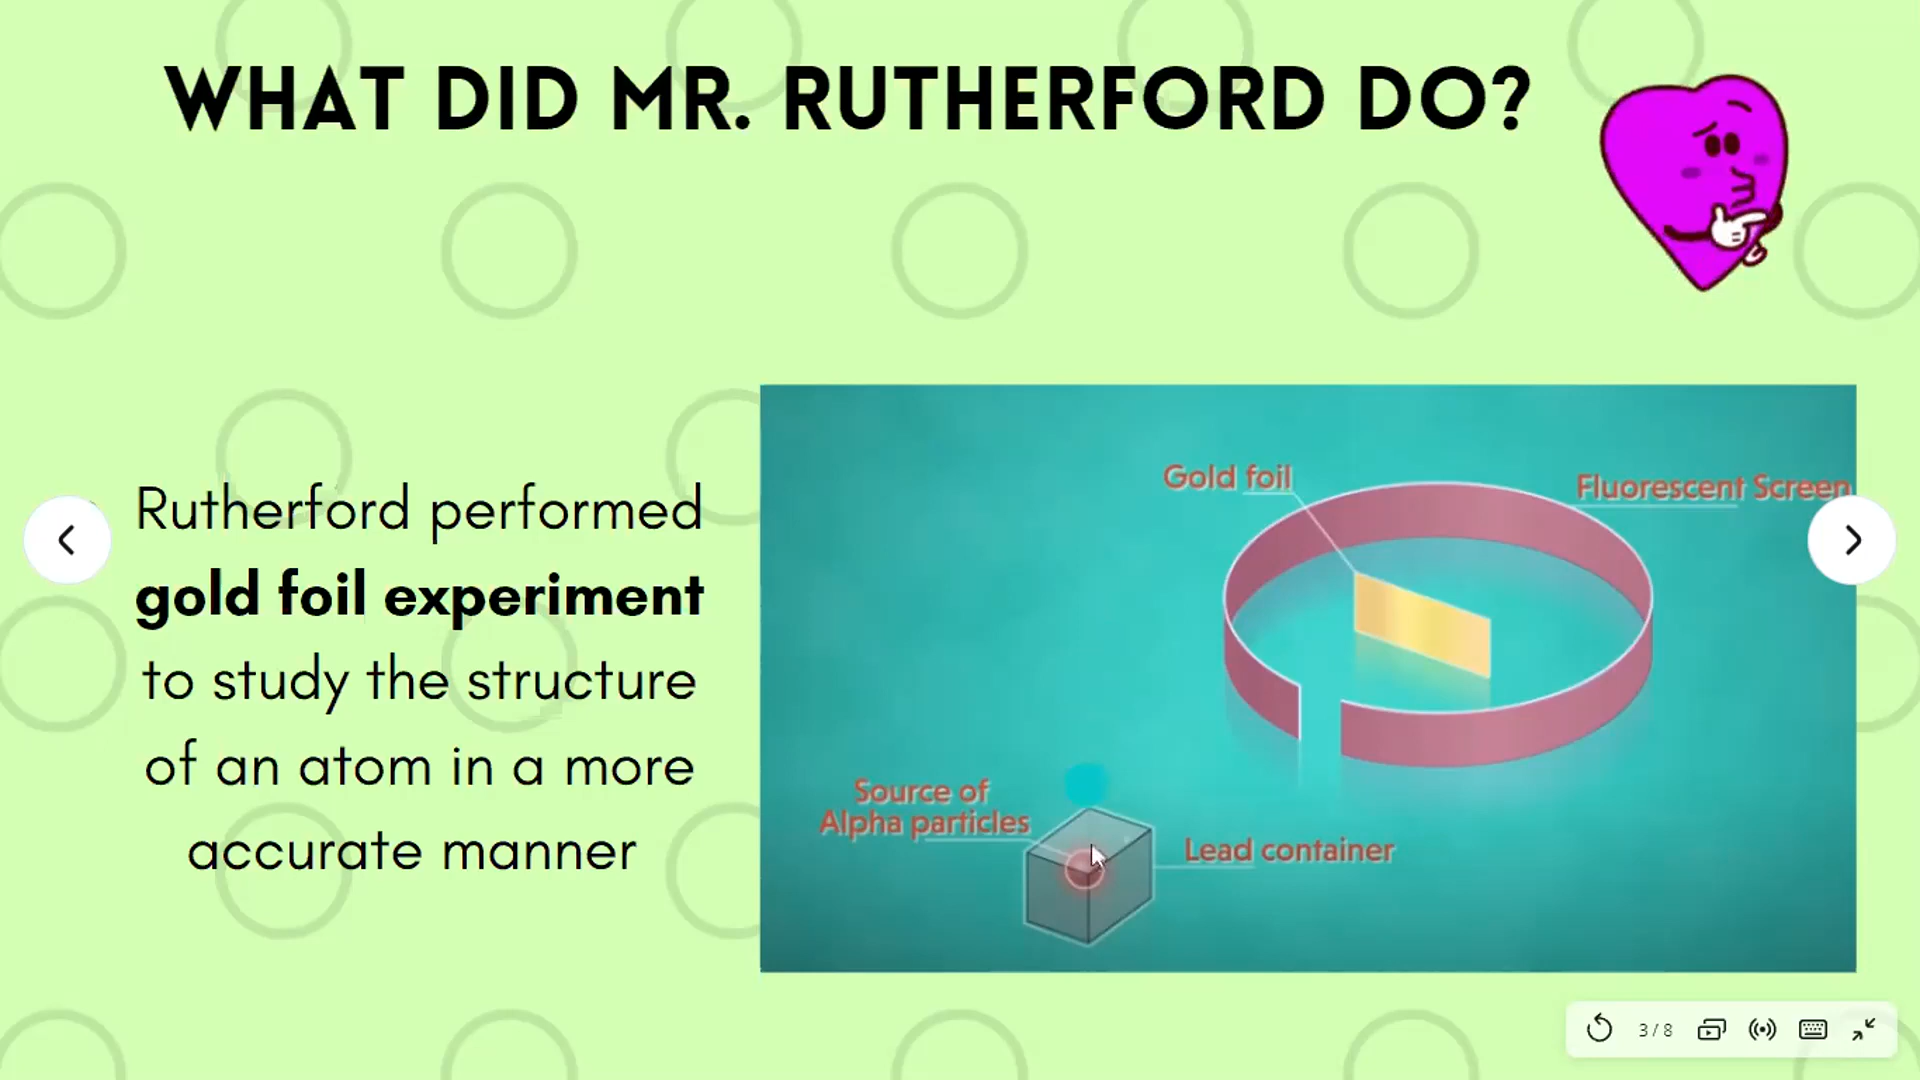 WHAT DID MR. RUTHERFORD DO?
Rutherford performed
gold foil experiment
to study the structure
of an atom in a more
accurate manner
Gold foil
Fluorescent Screen
Source of
Alpha particles
Lead container
3/8